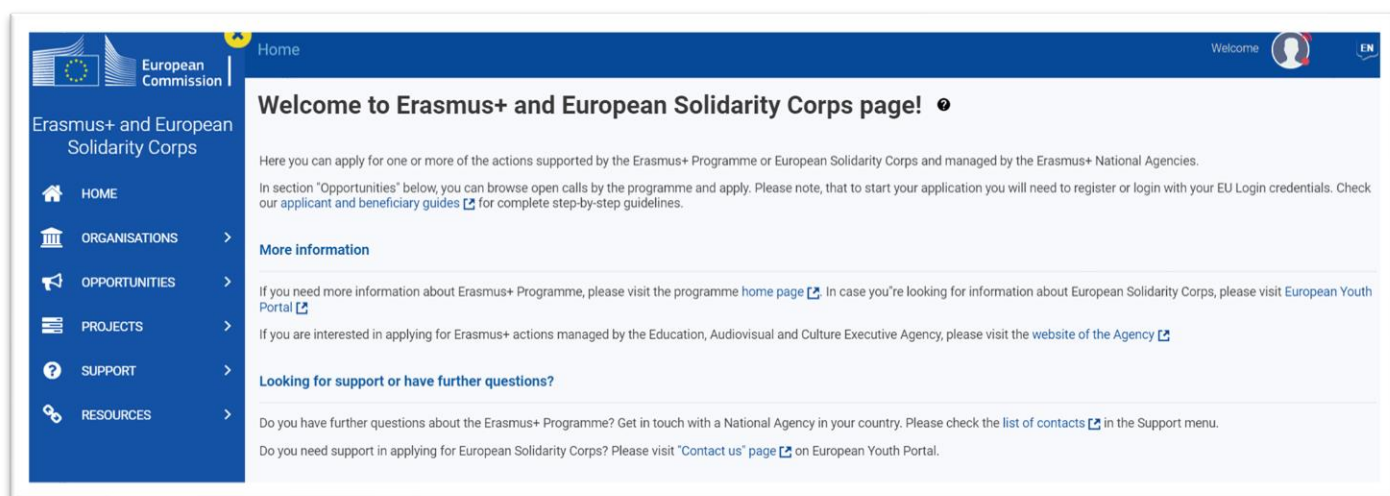 European
Commission
Erasmus+ and European
Solidarity Corps
HOME
ORGANISATIONS
OPPORTUNITIES
PROJECTS
SUPPORT
RESOURCES
Home
Welcome
EN
Welcome to Erasmus+ and European Solidarity Corps page!
Here you can apply for one or more of the actions supported by the Erasmus+ Programme or European Solidarity Corps and managed by the Erasmus+ National Agencies.
In section "Opportunities" below, you can browse open calls by the programme and apply. Please note, that to start your application you will need to register or login with your EU Login credentials. Check
our applicant and beneficiary guides for complete step-by-step guidelines.
More information
If you need more information about Erasmus+ Programme, please visit the programme home page. In case you"re looking for information about European Solidarity Corps, please visit European Youth
Portal
If you are interested in applying for Erasmus+ actions managed by the Education, Audiovisual and Culture Executive Agency, please visit the website of the Agency
Looking for support or have further questions?
Do you have further questions about the Erasmus+ Programme? Get in touch with a National Agency in your country. Please check the list of contacts in the Support menu.
Do you need support in applying for European Solidarity Corps? Please visit "Contact us" page on European Youth Portal.